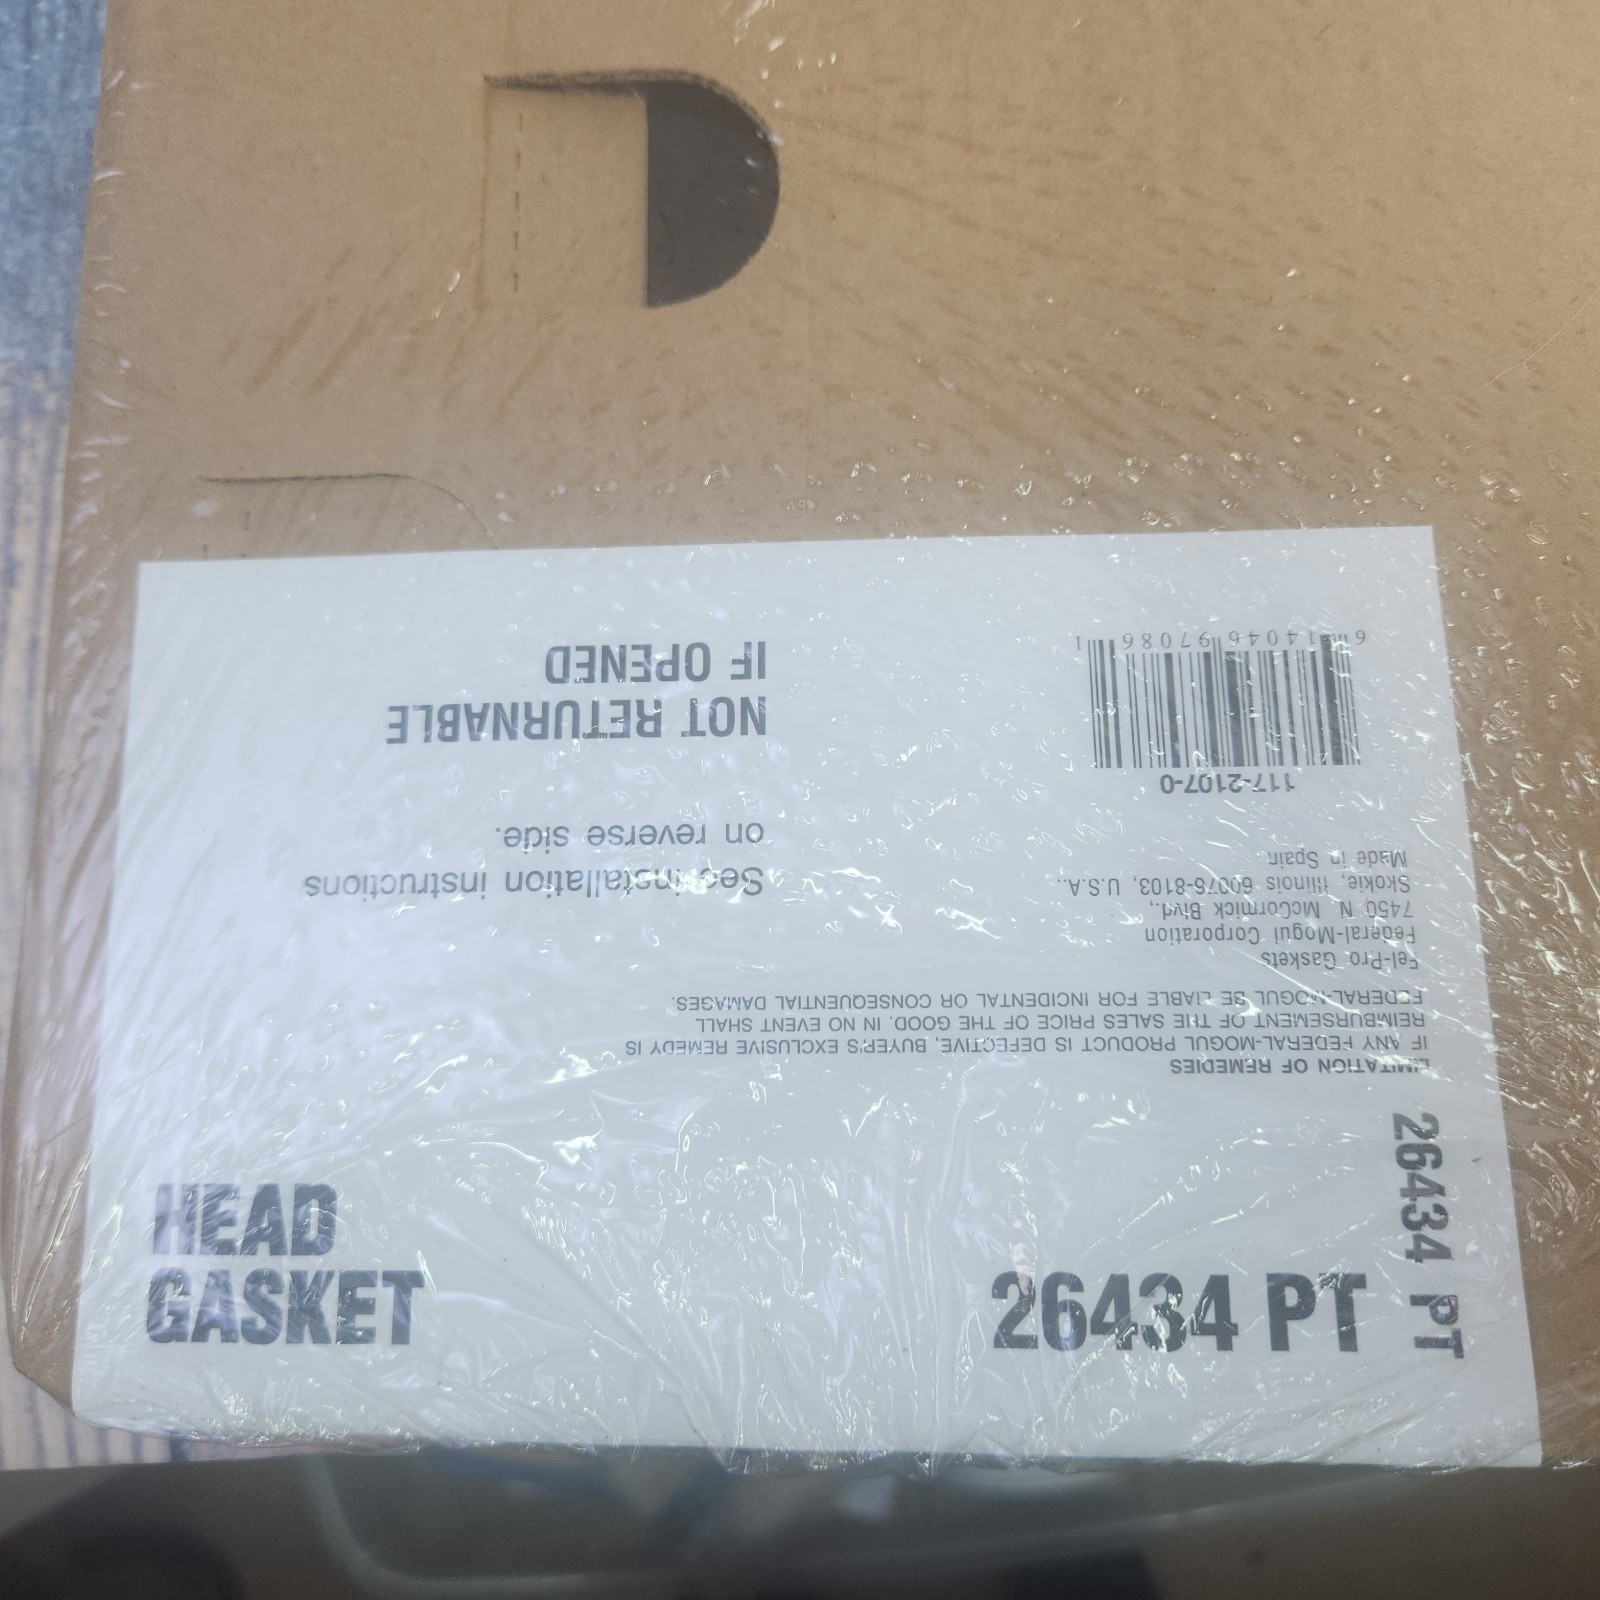 HEAD
GASKET
26434 PT
26434 PT
LIMITATION OF REMEDIES
IF ANY FEDERAL-MOGUL PRODUCT IS DEFECTIVE, BUYER'S EXCLUSIVE REMEDY IS
REIMBURSEMENT OF THE SALES PRICE OF THE GOOD. IN NO EVENT SHALL
FEDERAL-MOGUL BE LIABLE FOR INCIDENTAL OR CONSEQUENTIAL DAMAGES.
Fel-Pro Gaskets
Federal-Mogul Corporation
7450 N. McCormick Blvd.,
Skokie, Illinois 60076-8103, U.S.A.
Made in Spain
117-2107-0
6 14046 97086 1
See installation instructions
on reverse side.
NOT RETURNABLE
IF OPENED